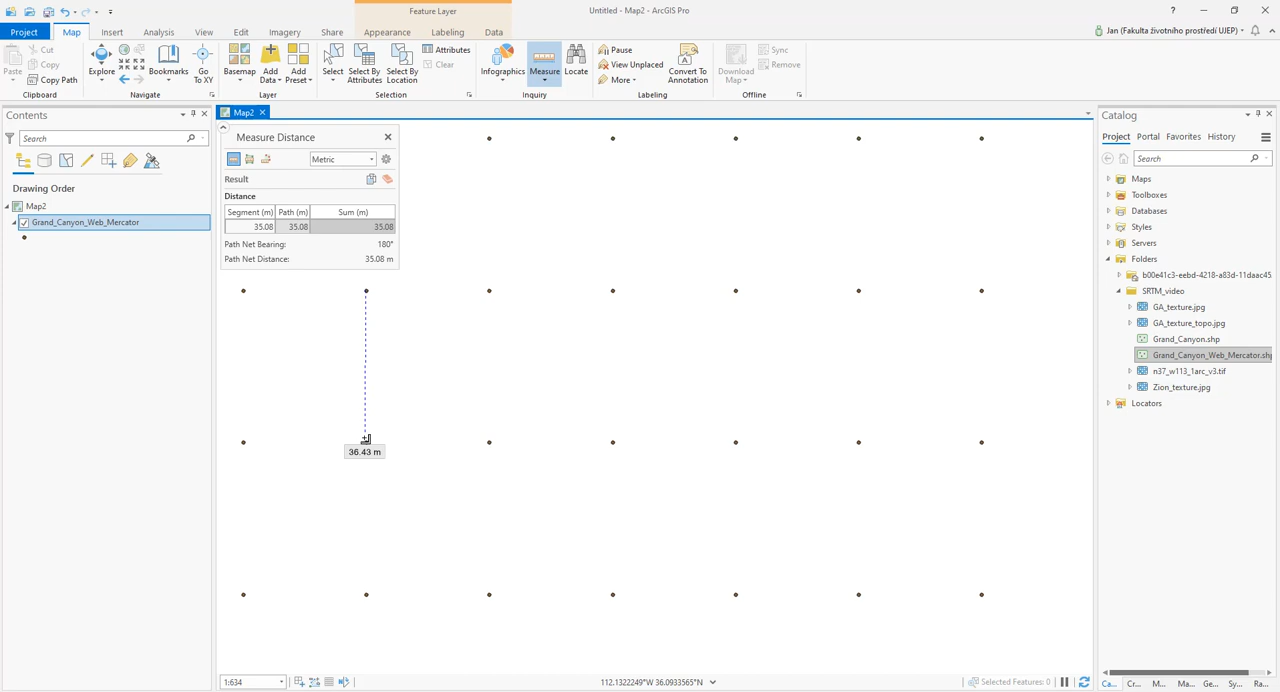 Feature Layer
Untitled - Map2 - ArcGIS Pro
?
Project
Map
Insert
Analysis
View
Edit
Imagery
Share
Appearance
Labeling
Data
Jan (Fakulta životního prostředí UJEP)
Paste
Cut
Copy
Copy Path
Clipboard
Explore
Bookmarks
Go To XY
Navigate
Basemap
Add Data
Add Preset
Layer
Select
Select By Attributes
Select By Location
Attributes
Clear
Selection
Infographics
Measure
Locate
Inquiry
Pause
View Unplaced
More
Convert To Annotation
Labeling
Download Map
Sync
Remove
Offline
Contents
Search
Drawing Order
Map2
Grand_Canyon_Web_Mercator
Map2
Measure Distance
Metric
Result
Distance
Segment (m) Path (m) Sum (m)
35.08 35.08 35.08
Path Net Bearing: 180°
Path Net Distance: 35.08 m
36.43 m
1:634
112.1322249°W 36.0933565°N
Selected Features: 0
Catalog
Project Portal Favorites History
Search
Maps
Toolboxes
Databases
Styles
Servers
Folders
b00e41c3-eebd-4218-a83d-11daac45
SRTM_video
GA_texture.jpg
GA_texture_topo.jpg
Grand_Canyon.shp
Grand_Canyon_Web_Mercator.shp
n37_w113_1arc_v3.tif
Zion_texture.jpg
Locators
Ca... Cr... M... Ma... Ge... Sy... Ra...